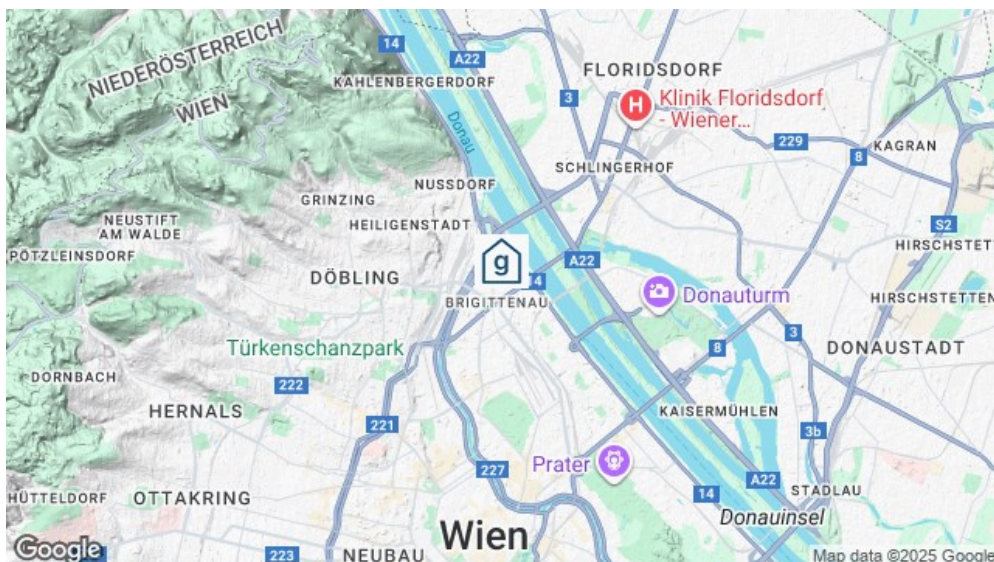 14
A22
NIEDERÖSTERREICH
WIEN
KAHLENBERGERDORF
Donau
3
FLORIDSDORF
Klinik Floridsdorf
- Wiener...
H
229
8
KAGRAN
SCHLINGERHOF
NUSSDORF
GRINZING
HEILIGENSTADT
NEUSTIFT
AM WALDE
PÖTZLEINSDORF
S2
HIRSCHSTET
g
A22
14
DÖBLING
BRIGITTENAU
Donauturm
HIRSCHSTETTEN
Türkenschanzpark
8
3
DONAUSTADT
DORNBACH
222
HERNALS
221
KAISERMÜHLEN
3b
Prater
227
A22
14
STADLAU
HÜTTELDORF
OTTAKRING
Donauinsel
Wien
Google
223
NEUBAU
Map data ©2025 Google